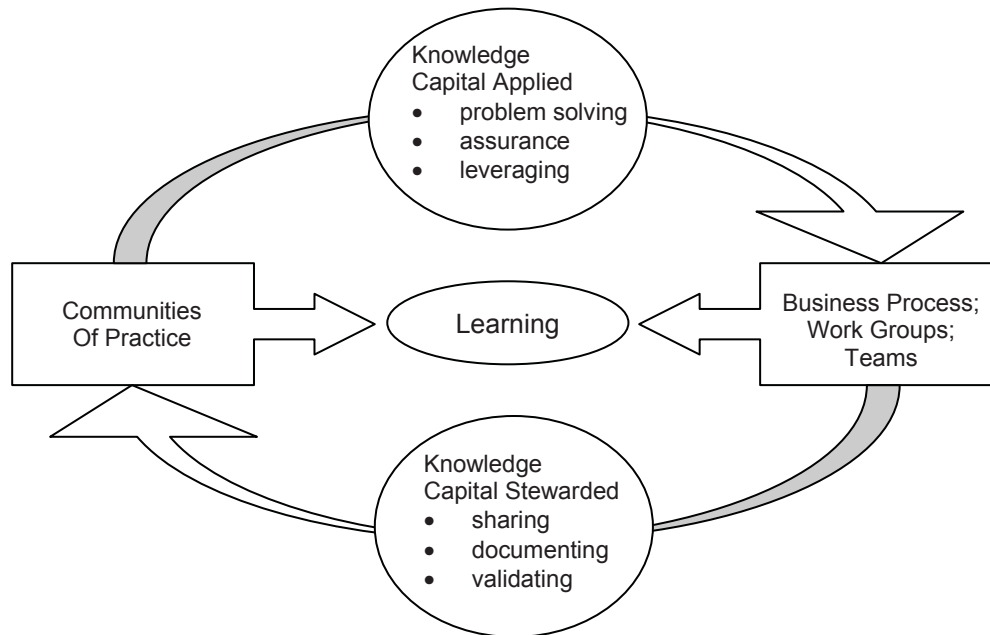 Knowledge
Capital Applied
• problem solving
• assurance
• leveraging
Communities
Of Practice
Learning
Business Process;
Work Groups;
Teams
Knowledge
Capital Stewarded
• sharing
• documenting
• validating